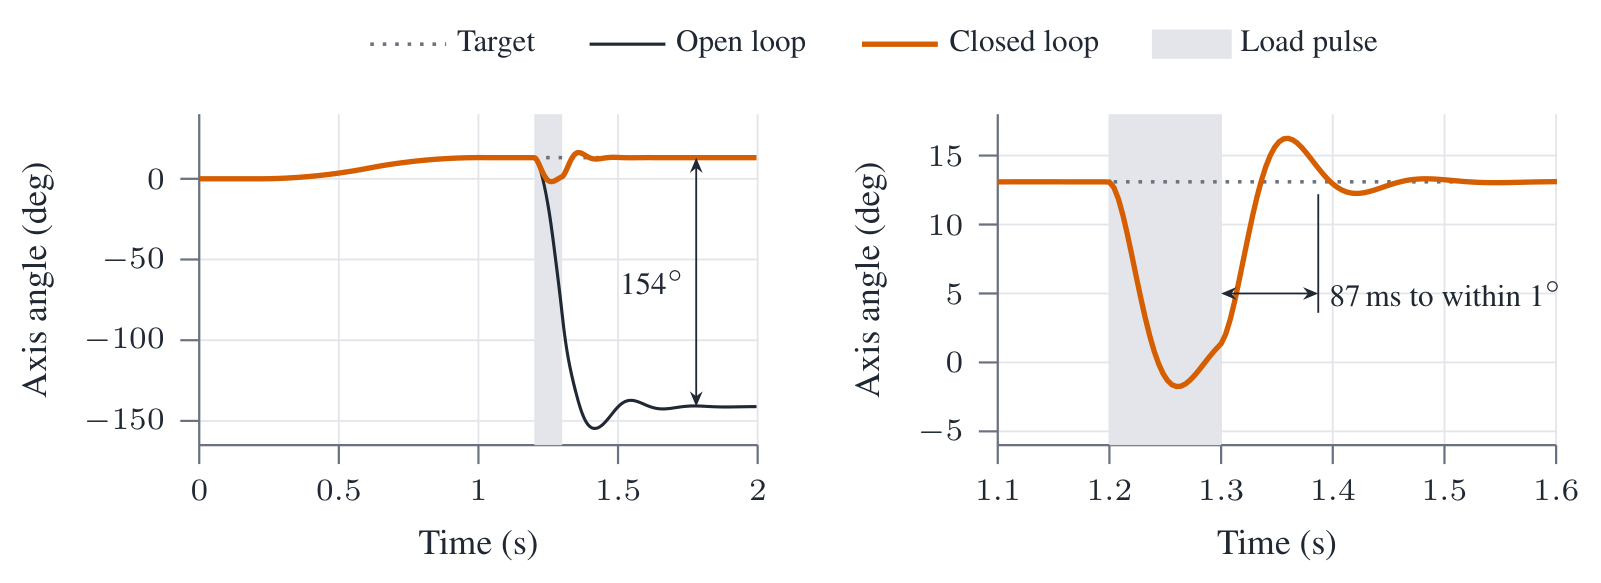 Target Open loop Closed loop Load pulse
Axis angle (deg)
0
−50
−100
−150
154°
0 0.5 1 1.5 2
Time (s)
Axis angle (deg)
15
10
5
0
−5
87 ms to within 1°
1.1 1.2 1.3 1.4 1.5 1.6
Time (s)